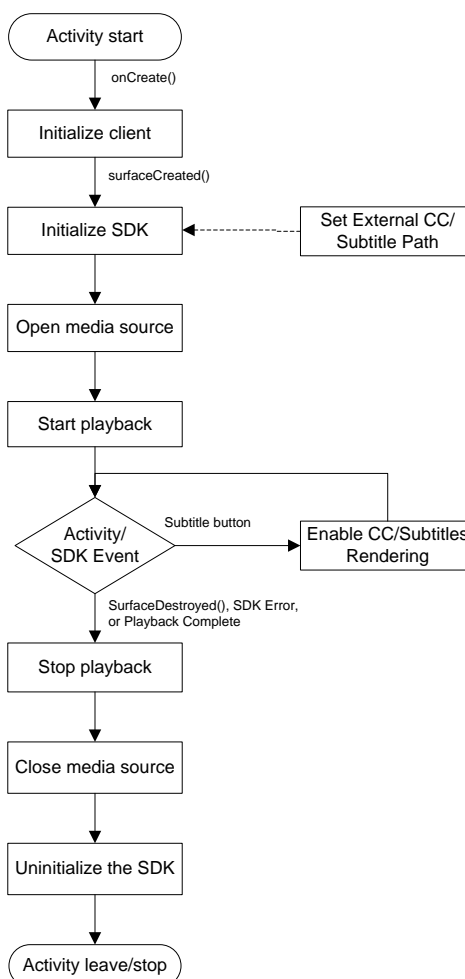 Activity start
onCreate()
Initialize client
surfaceCreated()
Initialize SDK
Set External CC/
Subtitle Path
Open media source
Start playback
Activity/
SDK Event
Subtitle button
Enable CC/Subtitles
Rendering
SurfaceDestroyed(), SDK Error,
or Playback Complete
Stop playback
Close media source
Uninitialize the SDK
Activity leave/stop